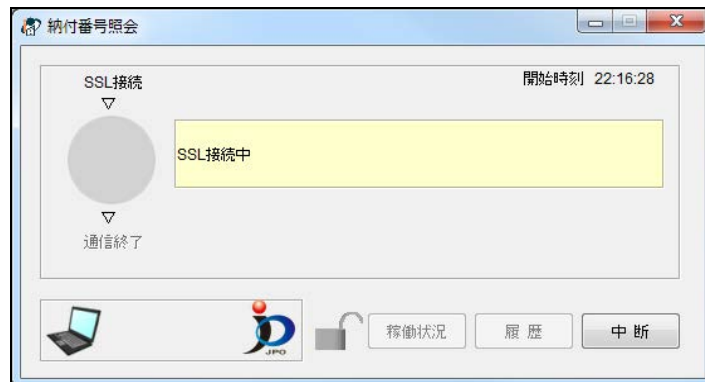 納付番号照会
SSL接続
開始時刻 22:16:28
▽
SSL接続中
▽
通信終了
JPO
稼働状況
履 歴
中 断